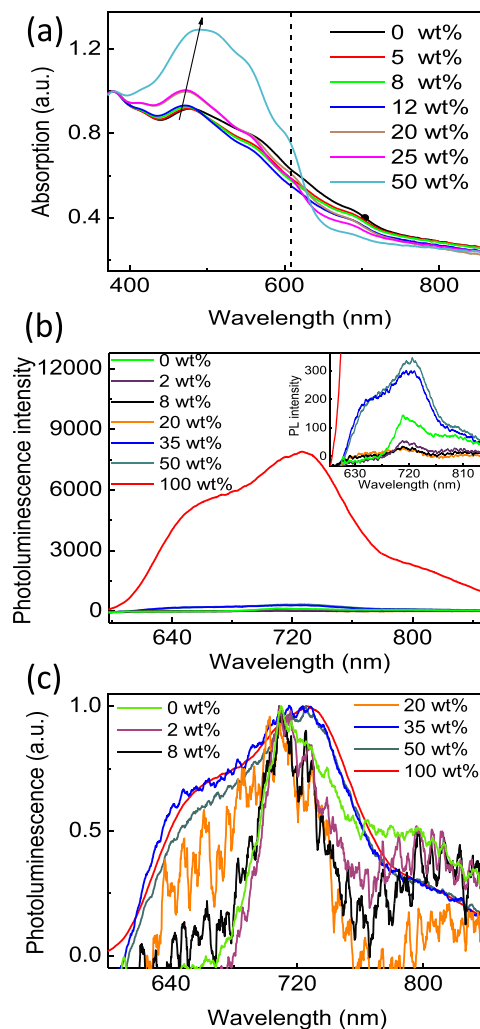 (a)
1.2
0.8
0.4
Absorption (a.u.)
0 wt%
5 wt%
8 wt%
12 wt%
20 wt%
25 wt%
50 wt%
400 600 800
Wavelength (nm)
(b)
12000
9000
6000
3000
0
Photoluminescence intensity
0 wt%
2 wt%
8 wt%
20 wt%
35 wt%
50 wt%
100 wt%
300
200
100
0
PL intensity
630 720 810
Wavelength (nm)
640 720 800
Wavelength (nm)
(c)
1.0
0.5
0.0
Photoluminescence (a.u.)
0 wt%
2 wt%
8 wt%
20 wt%
35 wt%
50 wt%
100 wt%
640 720 800
Wavelength (nm)